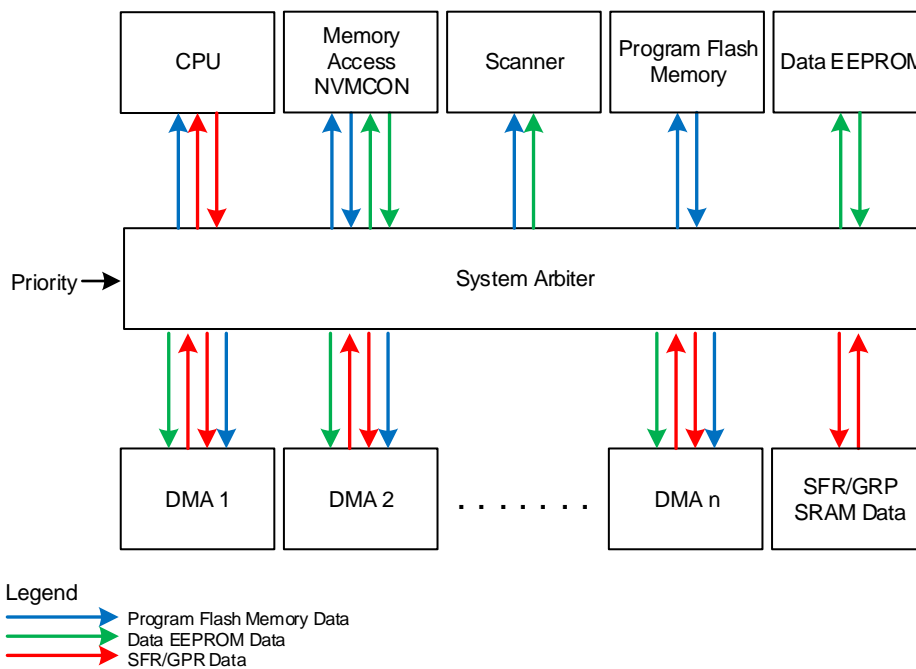 CPU
Memory
Access
NVMCON
Scanner
Program Flash
Memory
Data EEPROM
Priority
System Arbiter
DMA 1
DMA 2
. . . . . . .
DMA n
SFR/GRP
SRAM Data
Legend
Program Flash Memory Data
Data EEPROM Data
SFR/GPR Data